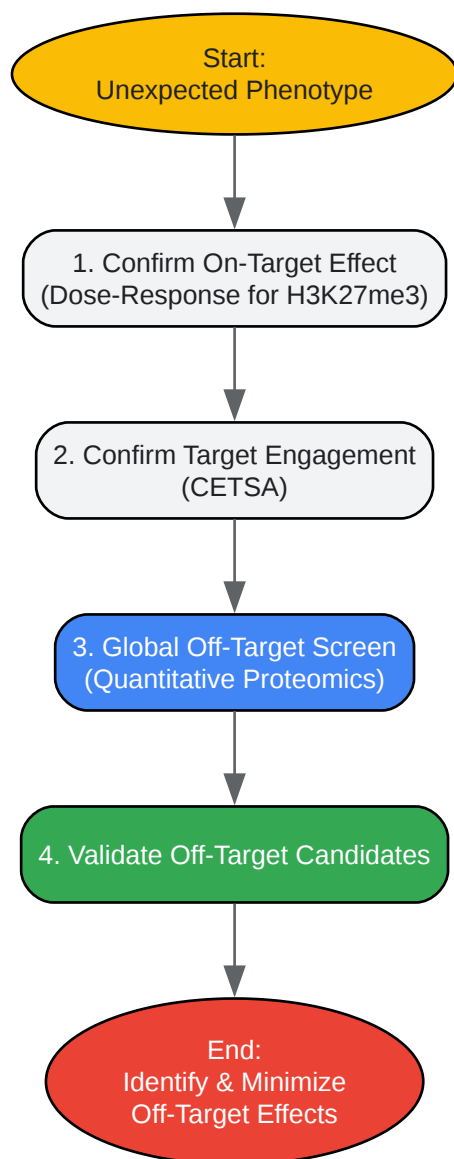 Start:
Unexpected Phenotype
1. Confirm On-Target Effect
(Dose-Response for H3K27me3)
2. Confirm Target Engagement
(CETSA)
3. Global Off-Target Screen
(Quantitative Proteomics)
4. Validate Off-Target Candidates
End:
Identify & Minimize
Off-Target Effects